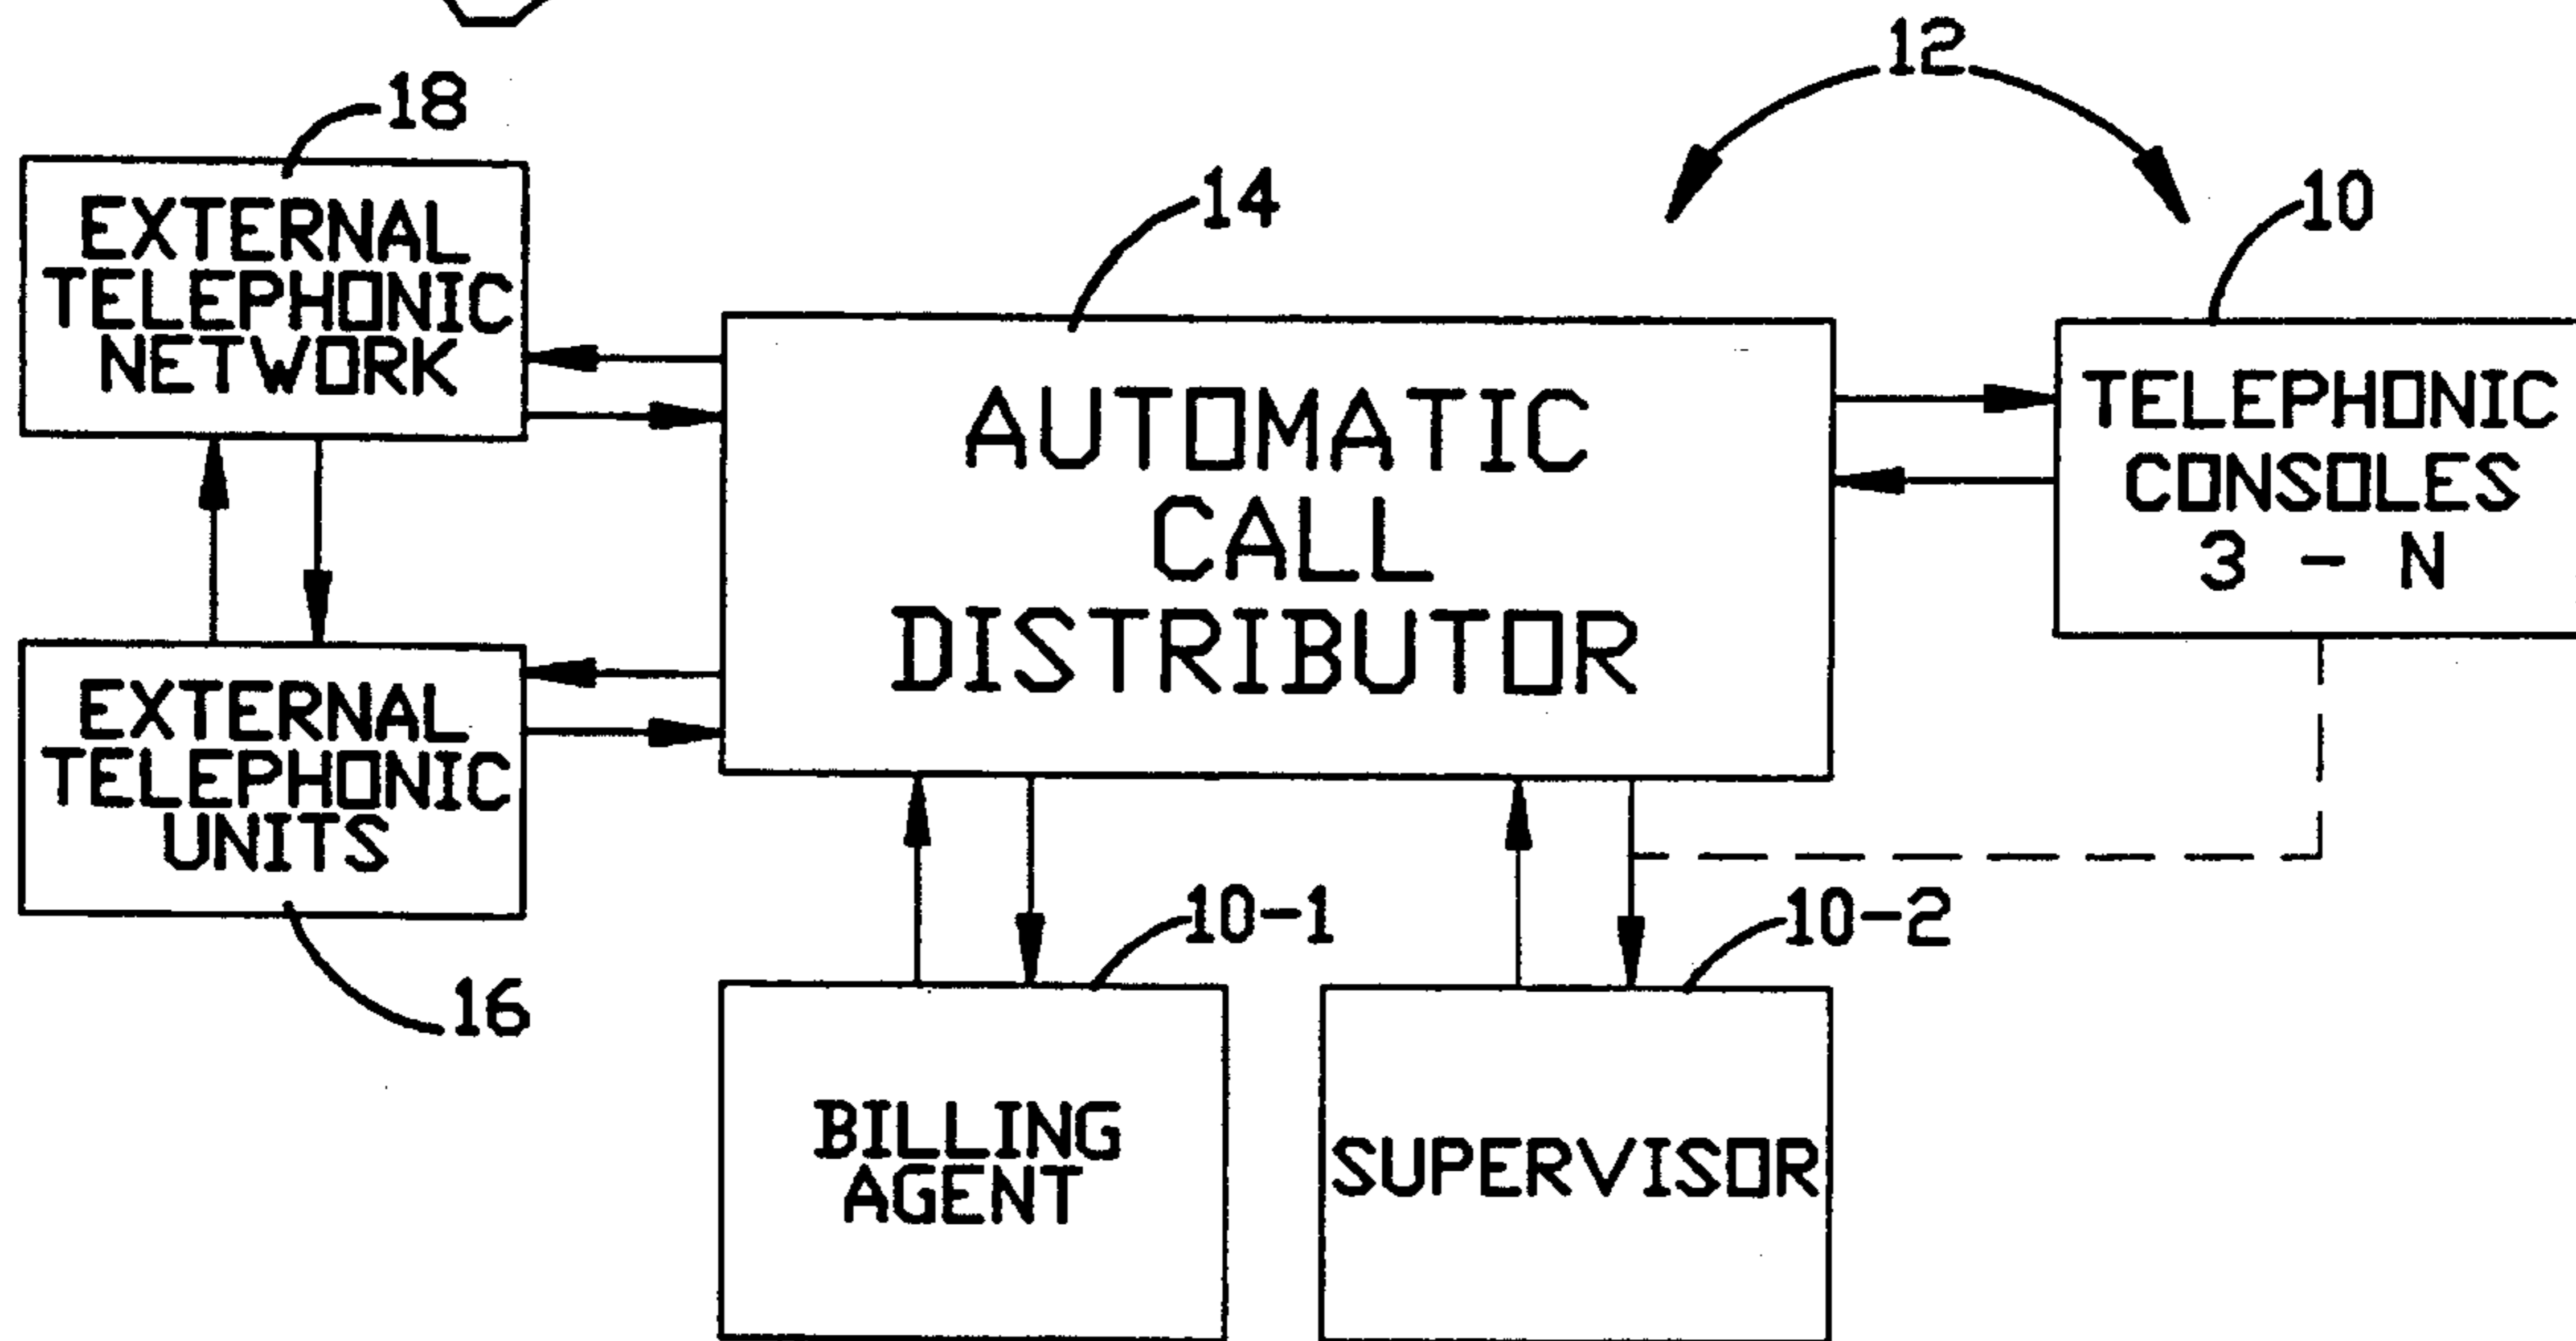 12
18
14
10
EXTERNAL
TELEPHONIC
NETWORK
AUTOMATIC
CALL
DISTRIBUTOR
TELEPHONIC
CONSOLES
3 - N
EXTERNAL
TELEPHONIC
UNITS
16
10-1
10-2
BILLING
AGENT
SUPERVISOR